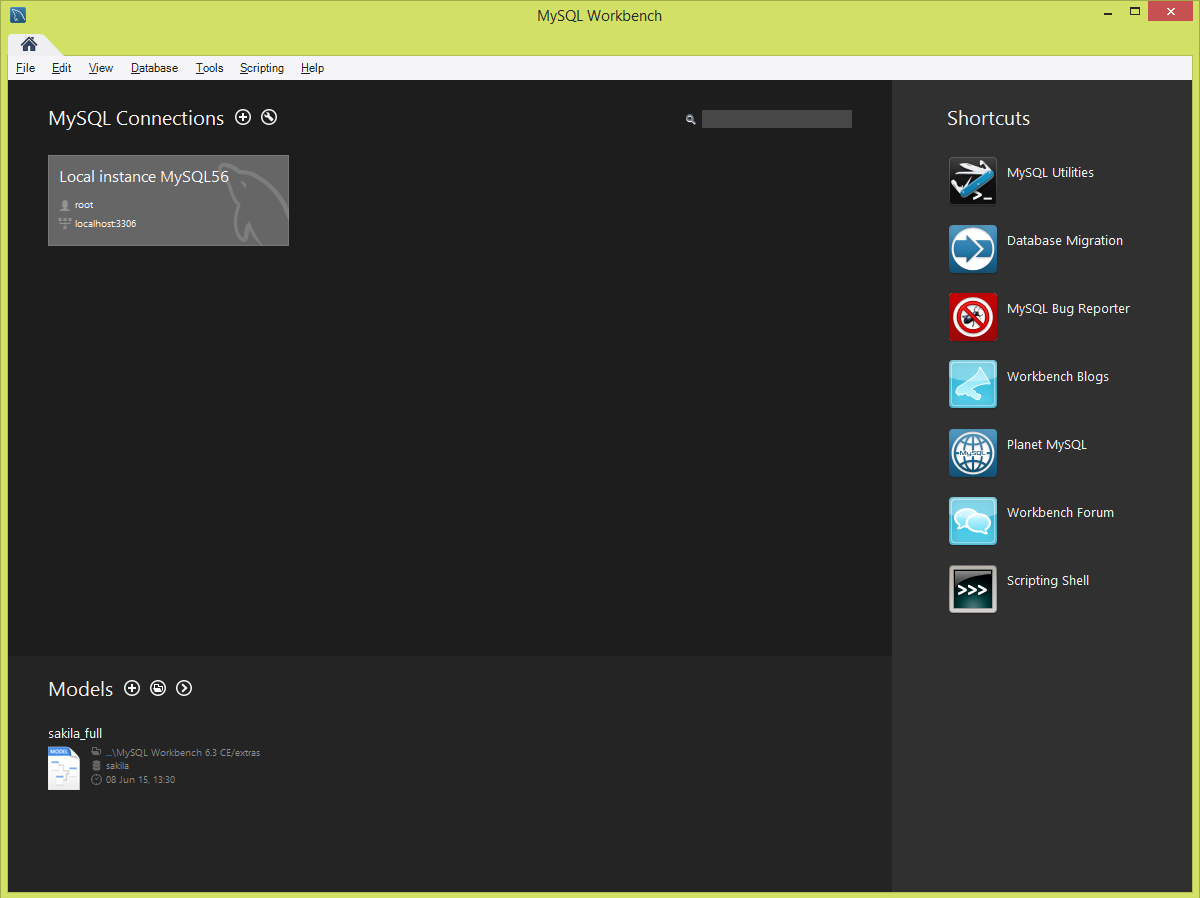 MySQL Workbench
File Edit View Database Tools Scripting Help
MySQL Connections
Local instance MySQL56
root
localhost:3306
Shortcuts
MySQL Utilities
Database Migration
MySQL Bug Reporter
Workbench Blogs
MySQL
Planet MySQL
Workbench Forum
>>>
Scripting Shell
Models
sakila_full
MODEL
...\MySQL Workbench 6.3 CE/extras
sakila
08 Jun 15, 13:30